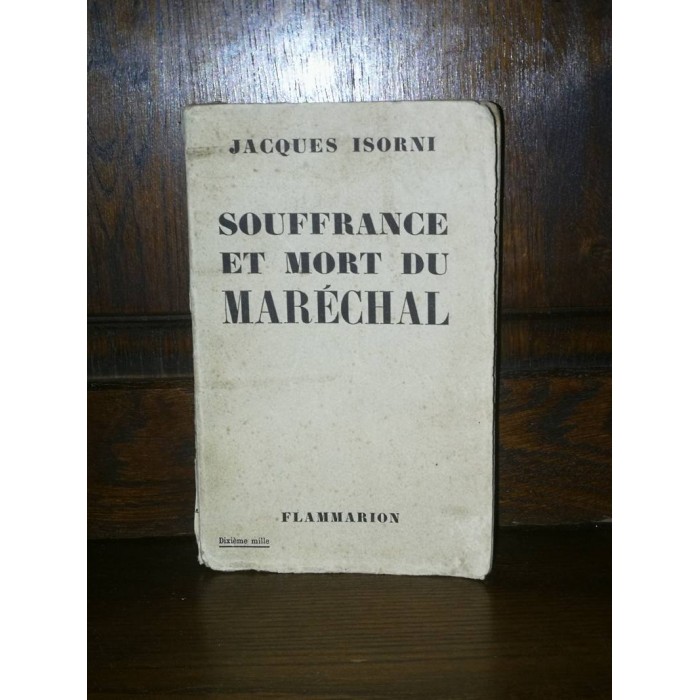 JACQUES ISORNI
SOUFFRANCE
ET MORT DU
MARÉCHAL
FLAMMARION
Dixième mille